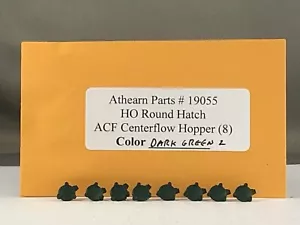 Athearn Parts # 19055
HO Round Hatch
ACF Centerflow Hopper (8)
Color DARK GREEN 2